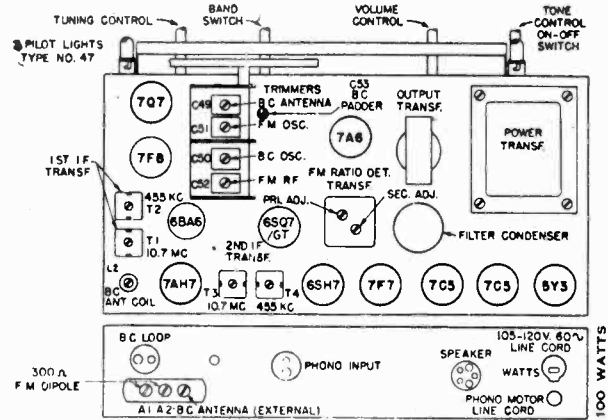 TUNING CONTROL
BAND
SWITCH
VOLUME
CONTROL
TONE
CONTROL
ON-OFF
SWITCH
PILOT LIGHTS
TYPE NO. 47
7Q7
C49
TRIMMERS
BC ANTENNA
C53
BC
PADDER
OUTPUT
TRANSF.
POWER
TRANSF.
C51
FM OSC.
7A6
7F8
C50
BC OSC.
C52
FM RF
FM RATIO DET.
TRANSF.
1ST IF
TRANSF.
455 KC
T2
PRI. ADJ.
SEC. ADJ.
6BA6
6SQ7
/GT
T1
10.7 MC
2ND IF
TRANSF.
FILTER CONDENSER
L2
BC
ANT COIL
7AH7
T3
10.7 MC
T4
455 KC
6SH7
7F7
7C5
7C5
5Y3
BC LOOP
PHONO INPUT
SPEAKER
105-120V. 60~
LINE CORD
WATTS
300Ω
FM DIPOLE
PHONO MOTOR
LINE CORD
A1 A2-BC ANTENNA (EXTERNAL)
100 WATTS